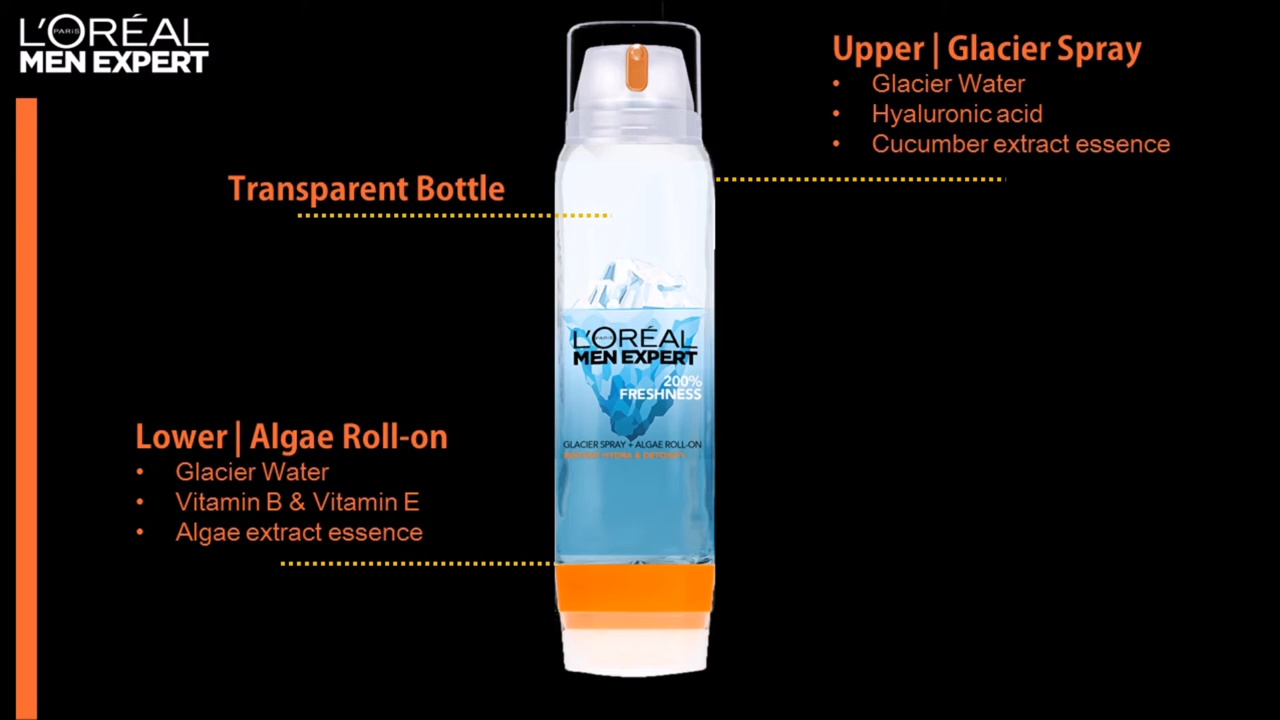 L'ORÉAL
PARIS
MEN EXPERT
Upper | Glacier Spray
• Glacier Water
• Hyaluronic acid
• Cucumber extract essence
Transparent Bottle
L'ORÉAL
PARIS
MEN EXPERT
200%
FRESHNESS
GLACIER SPRAY + ALGAE ROLL-ON
HYDRA &
Lower | Algae Roll-on
• Glacier Water
• Vitamin B & Vitamin E
• Algae extract essence